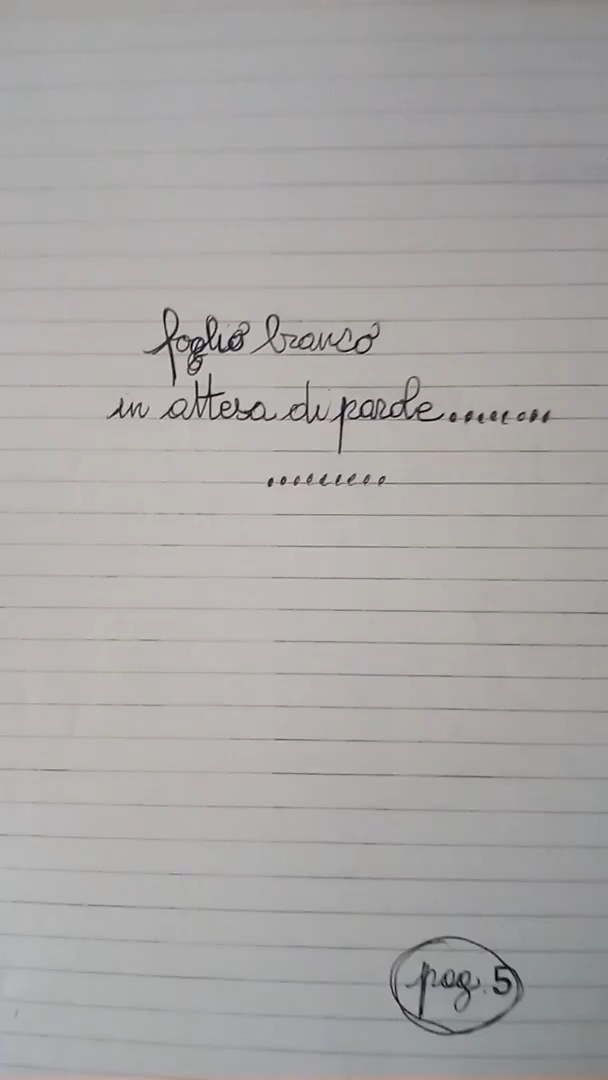 foglio bianco
in attesa di parole.........
..........
pag. 5